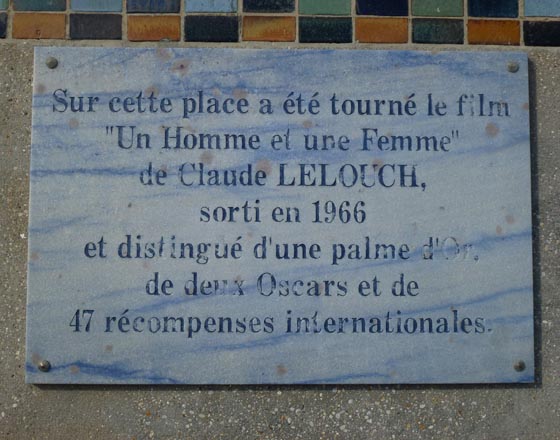 Sur cette place a été tourné le film
"Un Homme et une Femme"
de Claude LELOUCH,
sorti en 1966
et distingué d'une palme d'Or,
de deux Oscars et de
47 récompenses internationales.